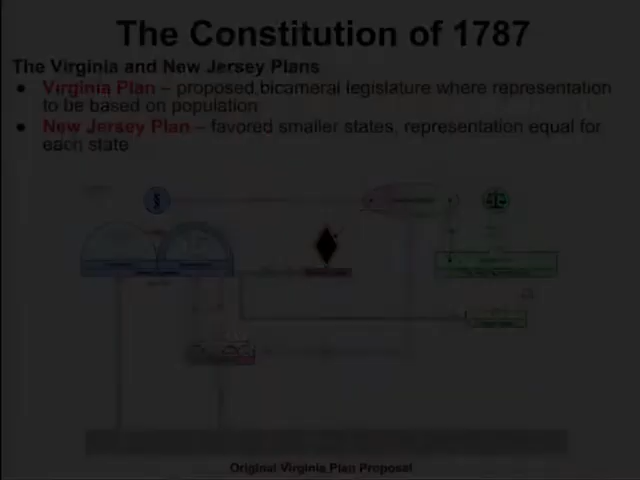 The Constitution of 1787
The Virginia and New Jersey Plans
● Virginia Plan – proposed bicameral legislature where representation
to be based on population
● New Jersey Plan – favored smaller states, representation equal for
each state
§
Original Virginia Plan Proposal